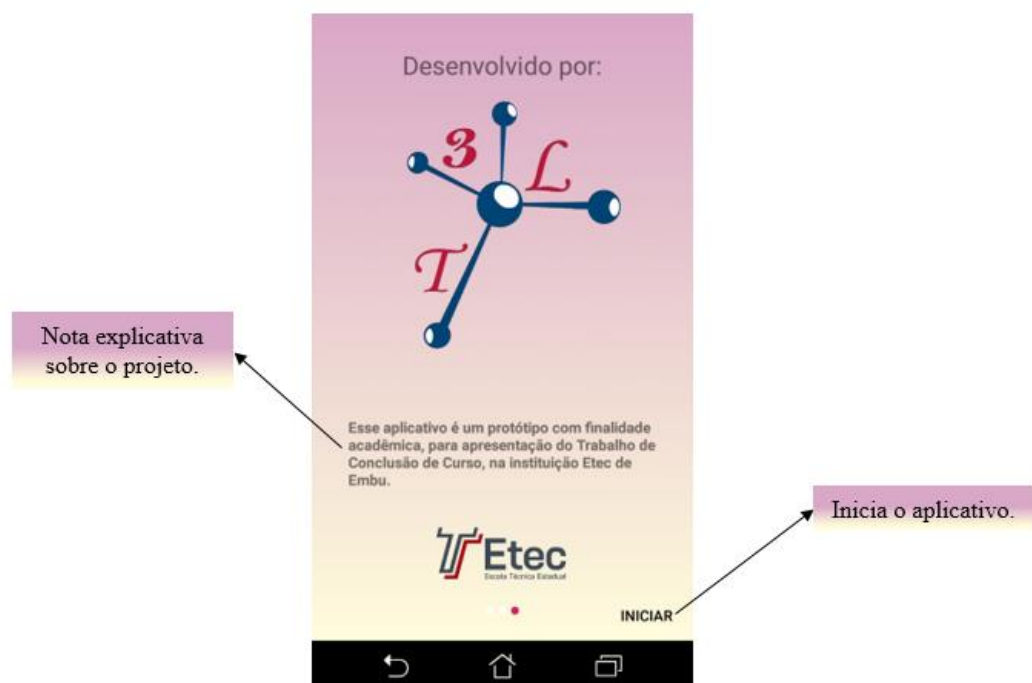 Desenvolvido por:
3
L
T
Nota explicativa
sobre o projeto.
Esse aplicativo é um protótipo com finalidade
acadêmica, para apresentação do Trabalho de
Conclusão de Curso, na instituição Etec de
Embu.
Inicia o aplicativo.
Etec
Escola Técnica Estadual
INICIAR